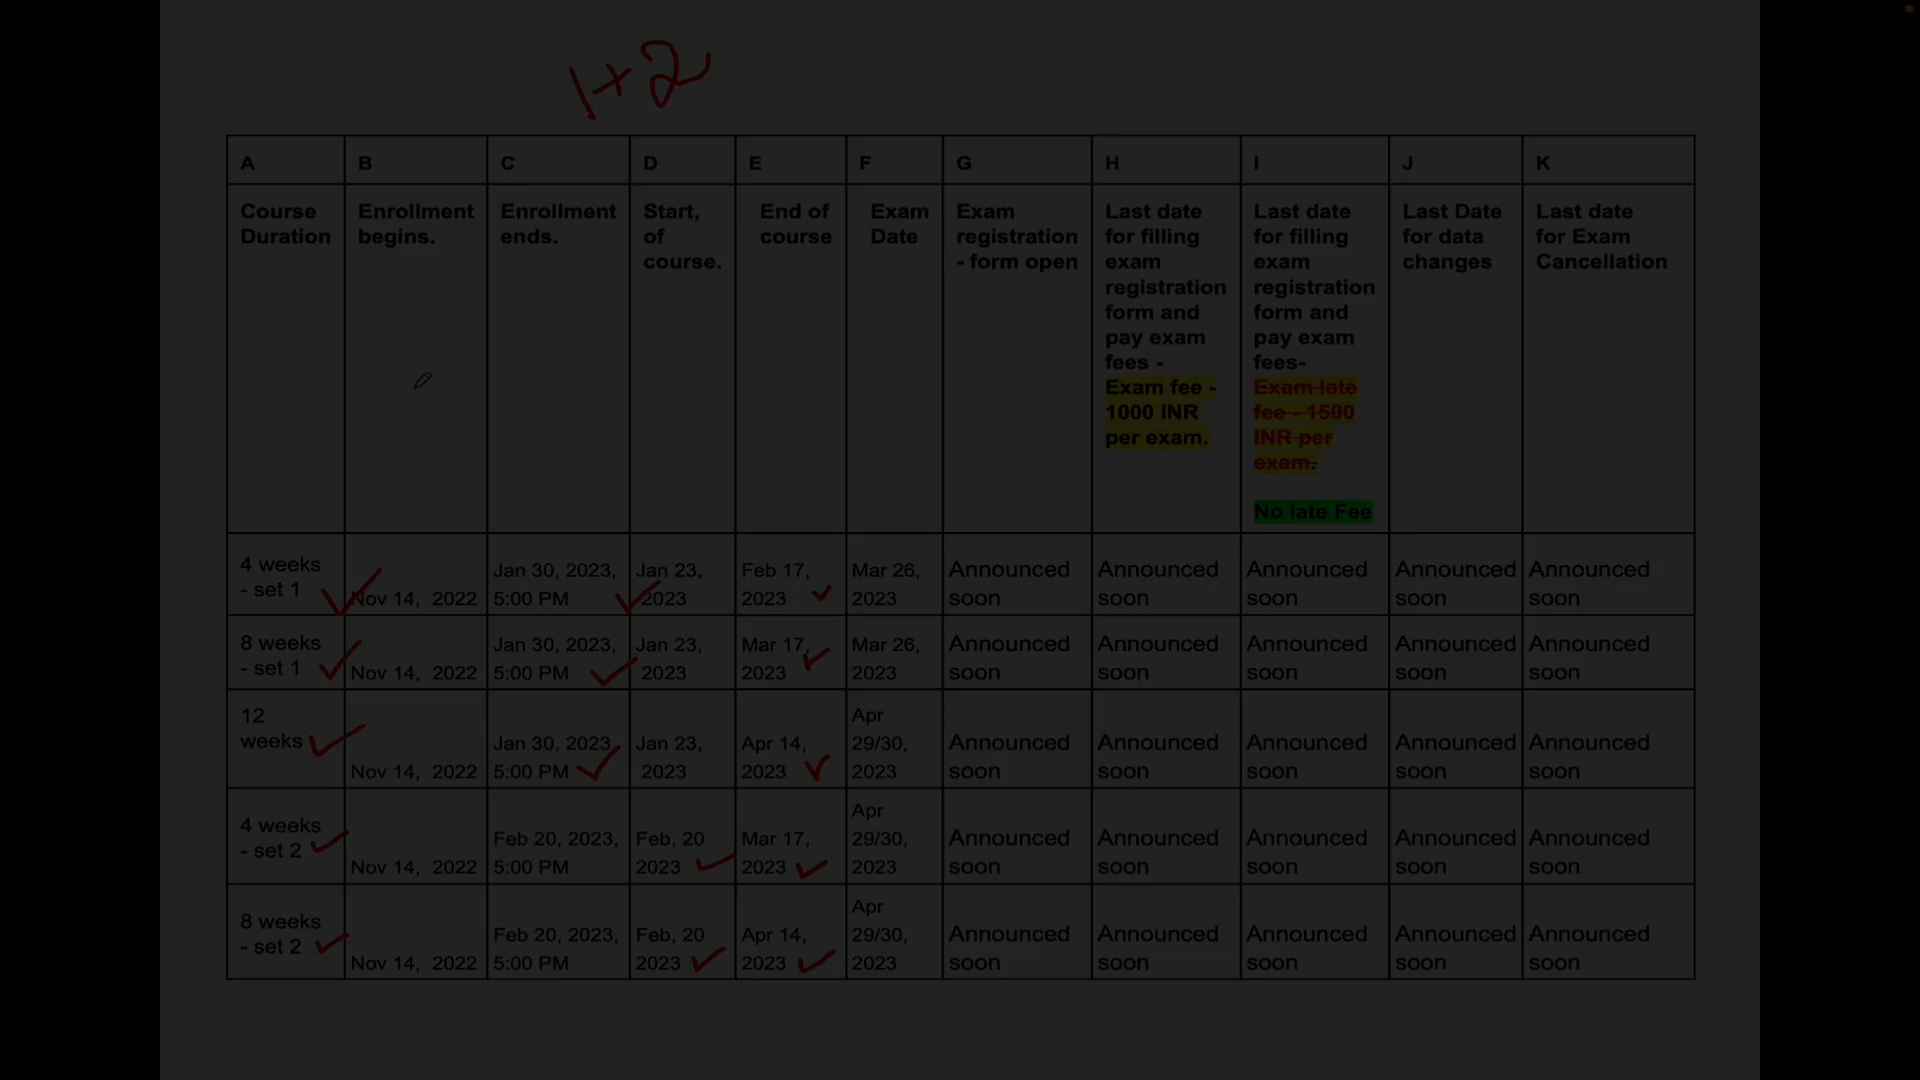 1+2
A B C D E F G H I J K
Course Duration
Enrollment begins.
Enrollment ends.
Start, of course.
End of course
Exam Date
Exam registration - form open
Last date for filling exam registration form and pay exam fees - Exam fee - 1000 INR per exam.
Last date for filling exam registration form and pay exam fees- Exam late fee - 1500 INR per exam.
No late Fee
Last Date for data changes
Last date for Exam Cancellation
4 weeks - set 1 Nov 14, 2022 Jan 30, 2023, 5:00 PM Jan 23, 2023 Feb 17, 2023 Mar 26, 2023 Announced soon Announced soon Announced soon Announced soon Announced soon
8 weeks - set 1 Nov 14, 2022 Jan 30, 2023, 5:00 PM Jan 23, 2023 Mar 17, 2023 Mar 26, 2023 Announced soon Announced soon Announced soon Announced soon Announced soon
12 weeks Nov 14, 2022 Jan 30, 2023, 5:00 PM Jan 23, 2023 Apr 14, 2023 Apr 29/30, 2023 Announced soon Announced soon Announced soon Announced soon Announced soon
4 weeks - set 2 Nov 14, 2022 Feb 20, 2023, 5:00 PM Feb, 20 2023 Mar 17, 2023 Apr 29/30, 2023 Announced soon Announced soon Announced soon Announced soon Announced soon
8 weeks - set 2 Nov 14, 2022 Feb 20, 2023, 5:00 PM Feb, 20 2023 Apr 14, 2023 Apr 29/30, 2023 Announced soon Announced soon Announced soon Announced soon Announced soon